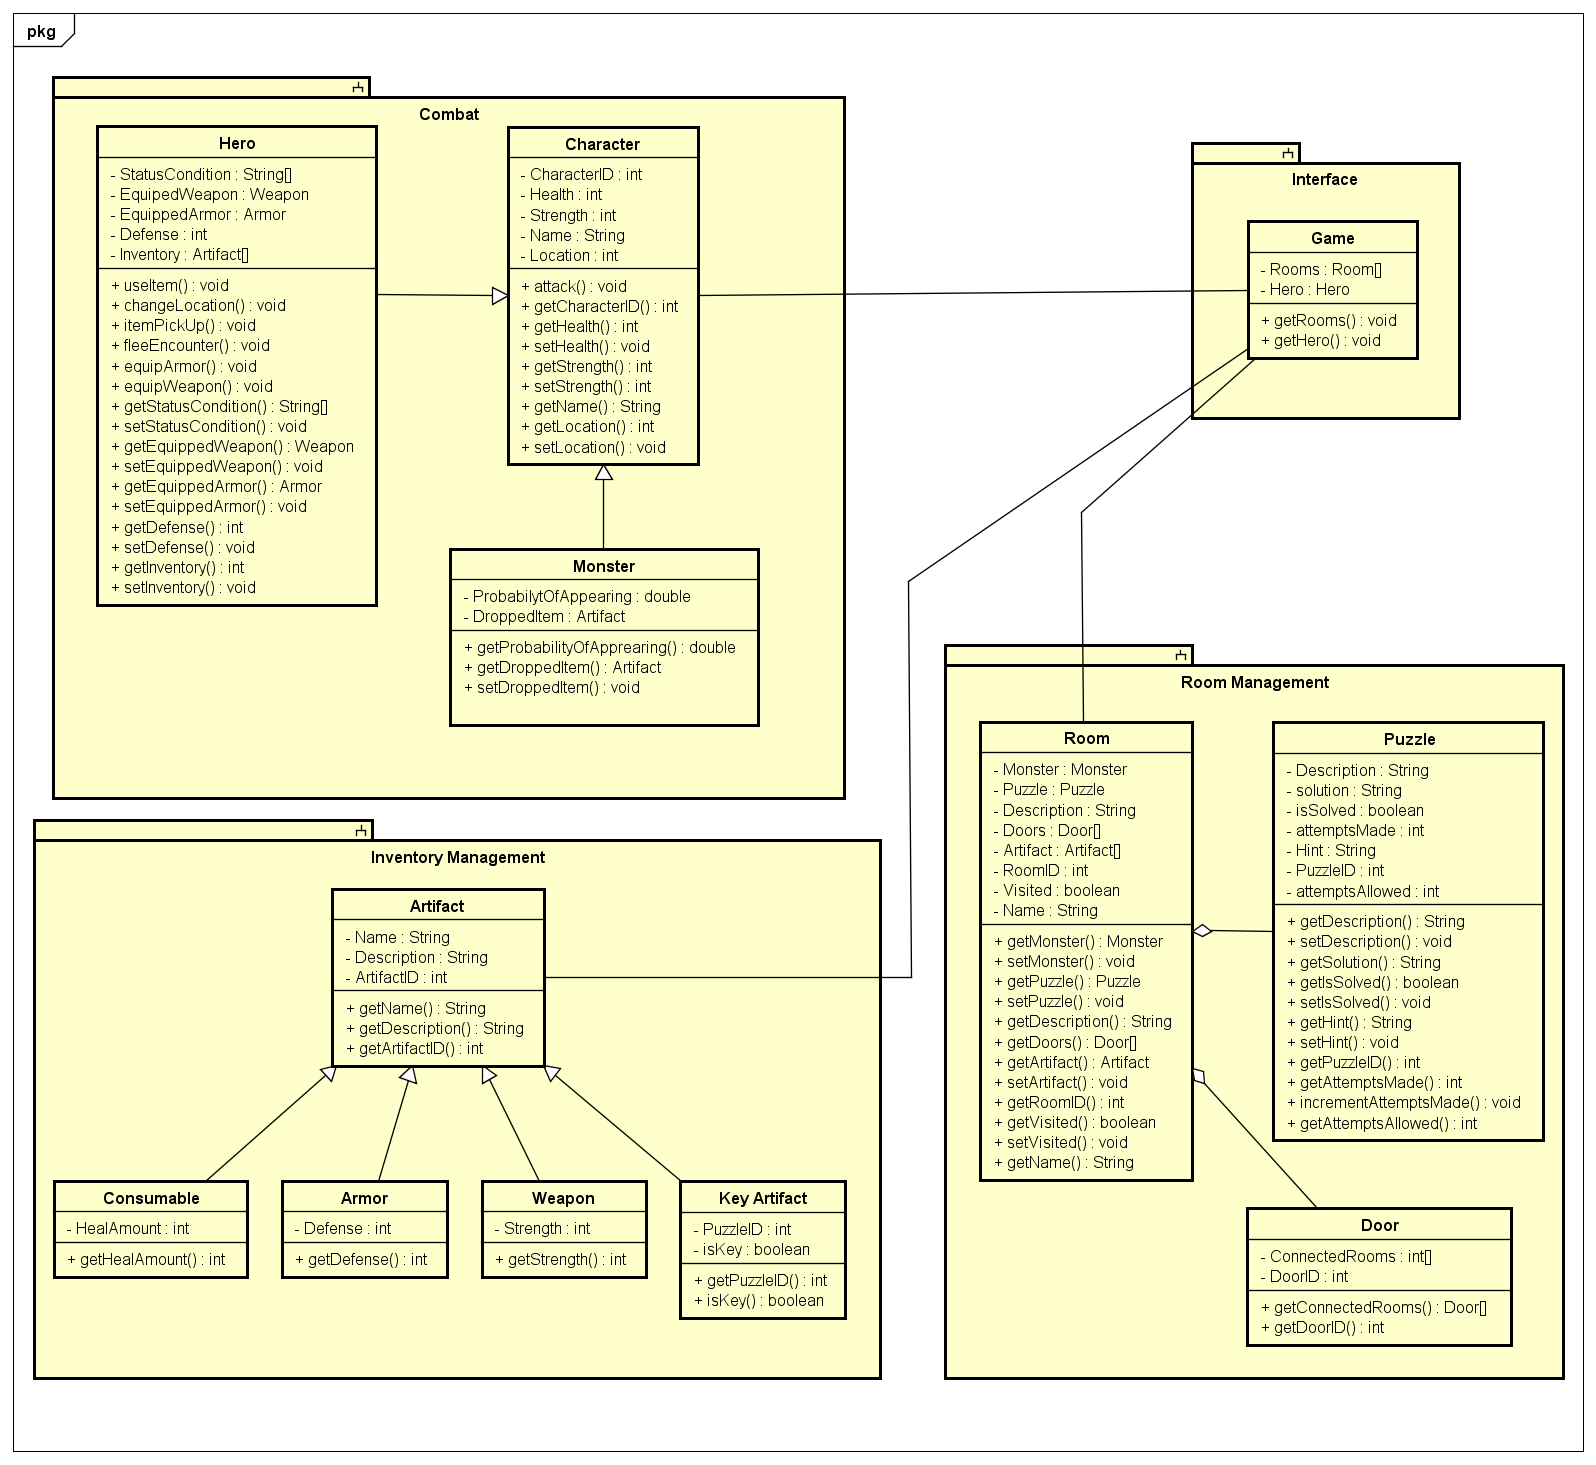 pkg
Combat
Hero
- StatusCondition : String[]
- EquipedWeapon : Weapon
- EquippedArmor : Armor
- Defense : int
- Inventory : Artifact[]
+ useItem() : void
+ changeLocation() : void
+ itemPickUp() : void
+ fleeEncounter() : void
+ equipArmor() : void
+ equipWeapon() : void
+ getStatusCondition() : String[]
+ setStatusCondition() : void
+ getEquippedWeapon() : Weapon
+ setEquippedWeapon() : void
+ getEquippedArmor() : Armor
+ setEquippedArmor() : void
+ getDefense() : int
+ setDefense() : void
+ getInventory() : int
+ setInventory() : void
Character
- CharacterID : int
- Health : int
- Strength : int
- Name : String
- Location : int
+ attack() : void
+ getCharacterID() : int
+ getHealth() : int
+ setHealth() : void
+ getStrength() : int
+ setStrength() : int
+ getName() : String
+ getLocation() : int
+ setLocation() : void
Monster
- ProbabilytOfAppearing : double
- DroppedItem : Artifact
+ getProbabilityOfApprearing() : double
+ getDroppedItem() : Artifact
+ setDroppedItem() : void
Interface
Game
- Rooms : Room[]
- Hero : Hero
+ getRooms() : void
+ getHero() : void
Inventory Management
Artifact
- Name : String
- Description : String
- ArtifactID : int
+ getName() : String
+ getDescription() : String
+ getArtifactID() : int
Consumable
- HealAmount : int
+ getHealAmount() : int
Armor
- Defense : int
+ getDefense() : int
Weapon
- Strength : int
+ getStrength() : int
Key Artifact
- PuzzleID : int
- isKey : boolean
+ getPuzzleID() : int
+ isKey() : boolean
Room Management
Room
- Monster : Monster
- Puzzle : Puzzle
- Description : String
- Doors : Door[]
- Artifact : Artifact[]
- RoomID : int
- Visited : boolean
- Name : String
+ getMonster() : Monster
+ setMonster() : void
+ getPuzzle() : Puzzle
+ setPuzzle() : void
+ getDescription() : String
+ getDoors() : Door[]
+ getArtifact() : Artifact
+ setArtifact() : void
+ getRoomID() : int
+ getVisited() : boolean
+ setVisited() : void
+ getName() : String
Puzzle
- Description : String
- solution : String
- isSolved : boolean
- attemptsMade : int
- Hint : String
- PuzzleID : int
- attemptsAllowed : int
+ getDescription() : String
+ setDescription() : void
+ getSolution() : String
+ getIsSolved() : boolean
+ setIsSolved() : void
+ getHint() : String
+ setHint() : void
+ getPuzzleID() : int
+ getAttemptsMade() : int
+ incrementAttemptsMade() : void
+ getAttemptsAllowed() : int
Door
- ConnectedRooms : int[]
- DoorID : int
+ getConnectedRooms() : Door[]
+ getDoorID() : int